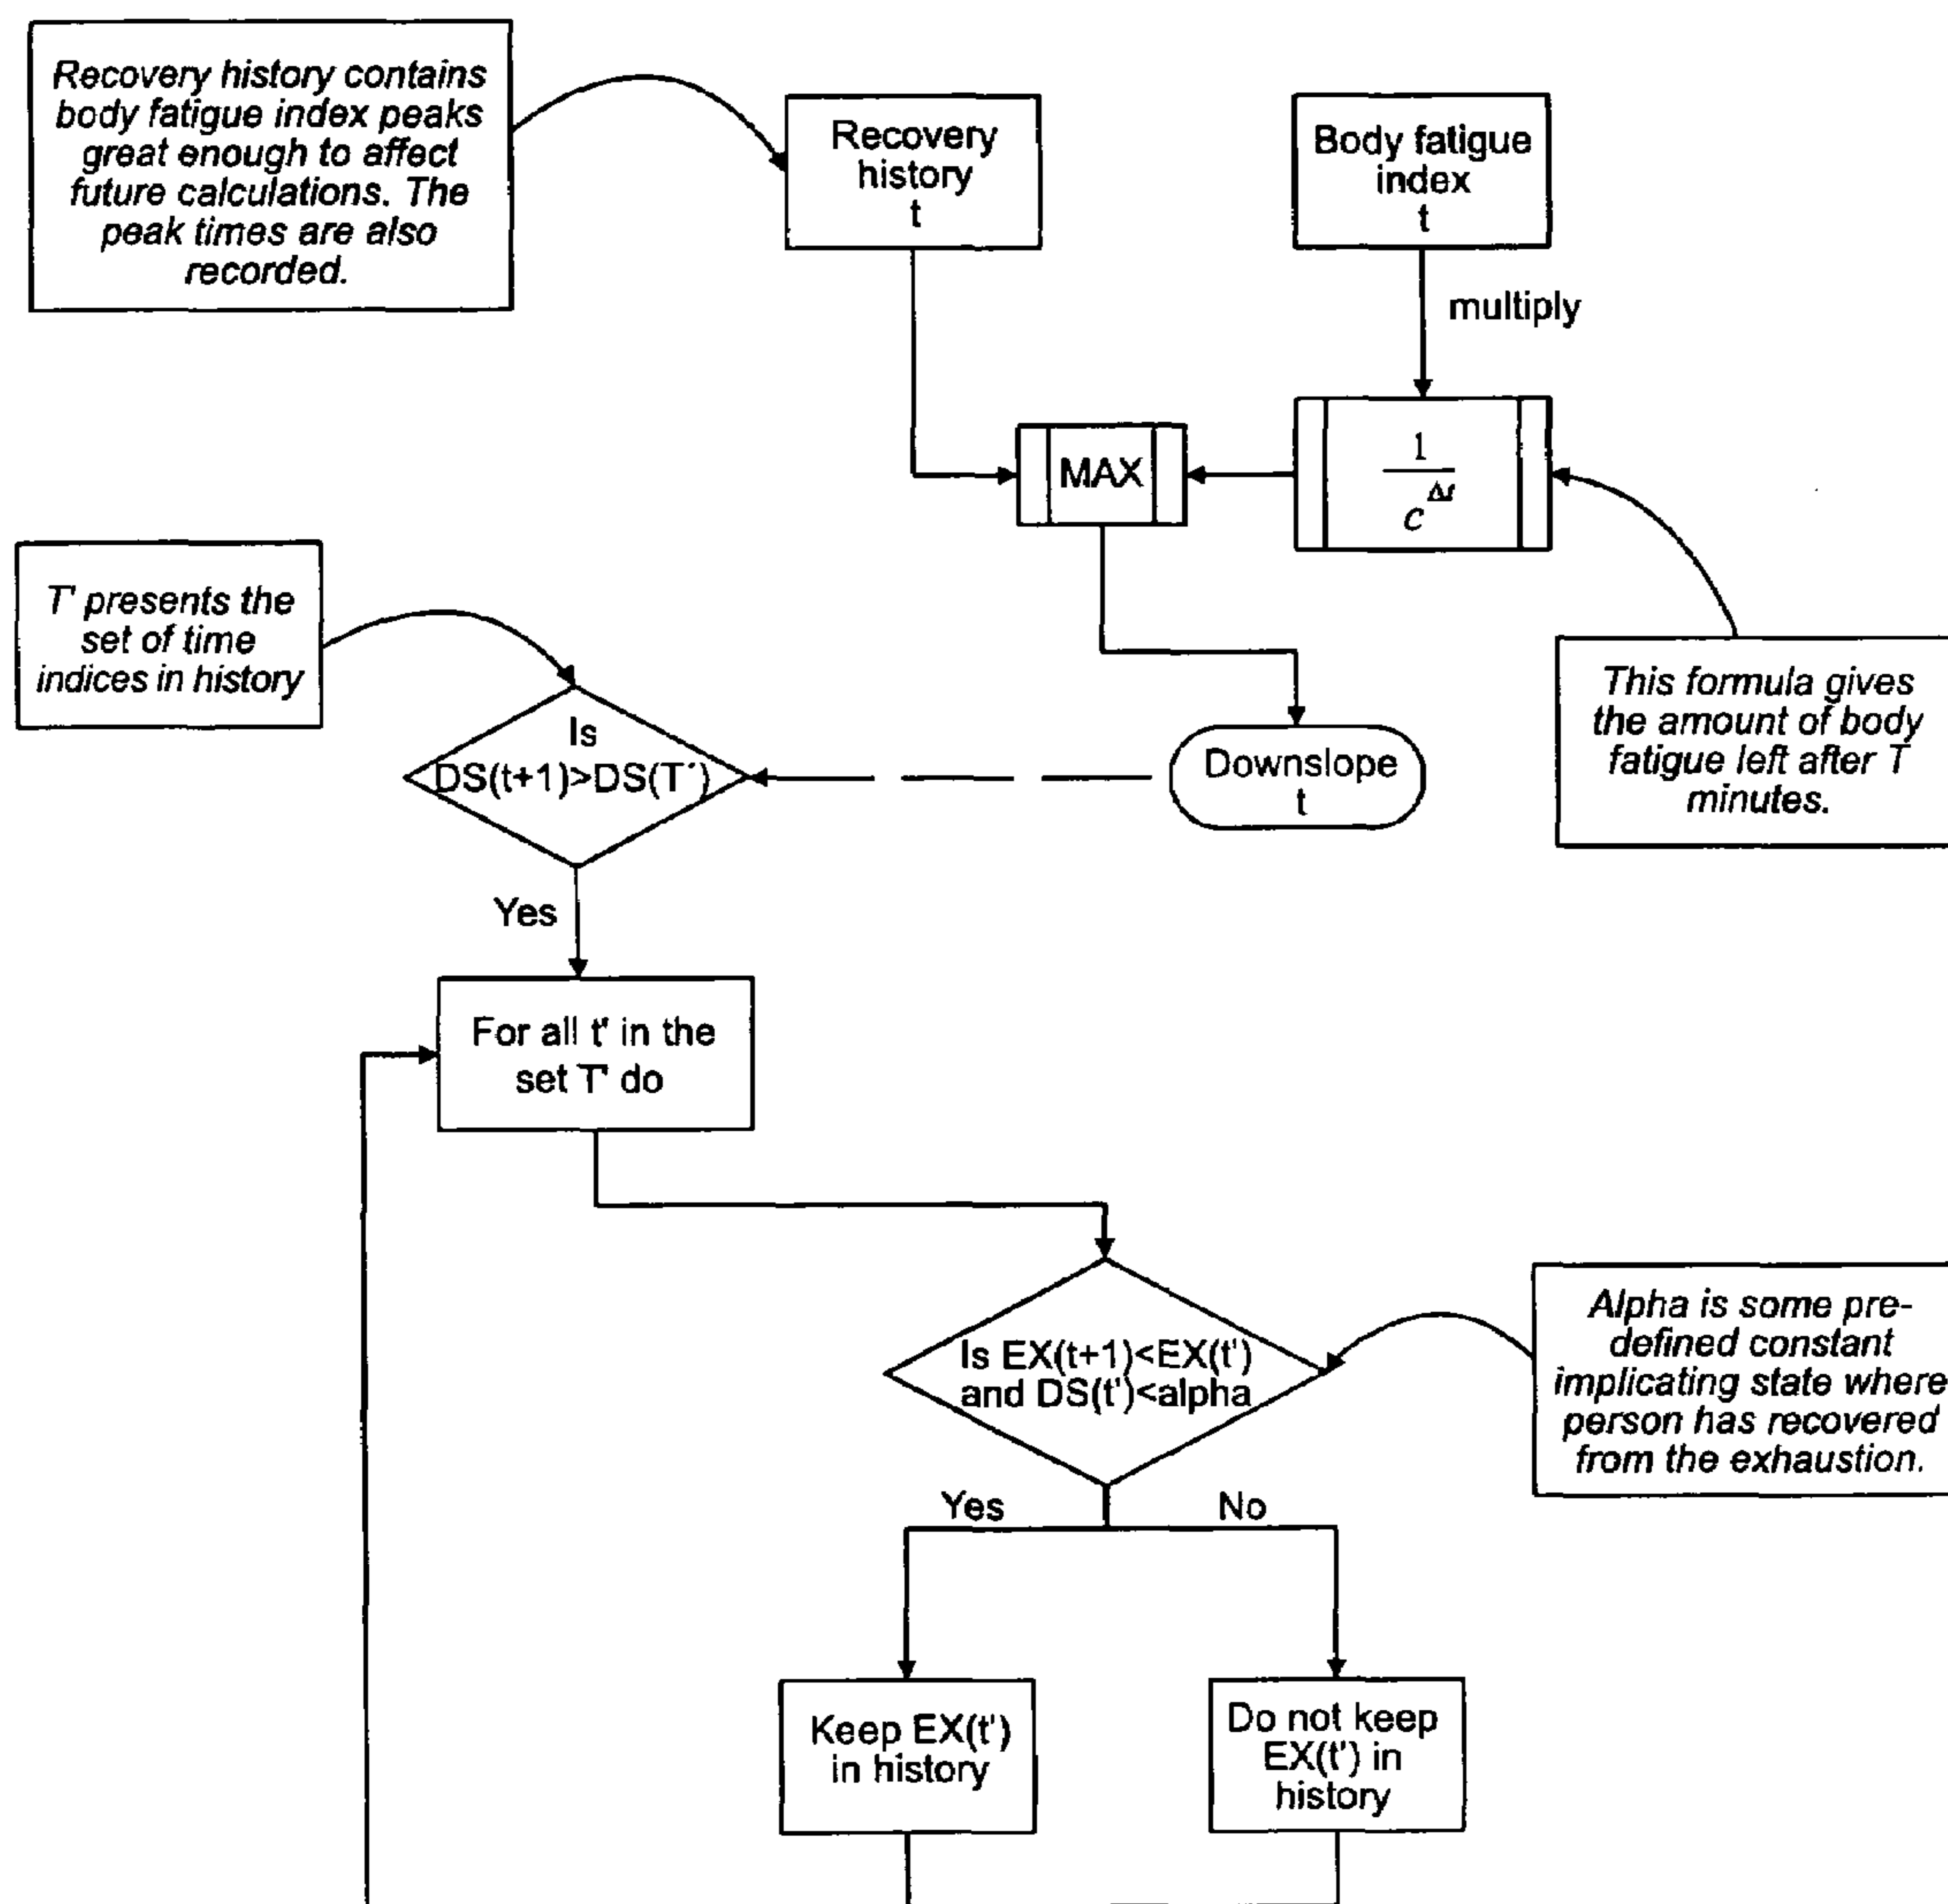 Recovery history contains
body fatigue index peaks
great enough to affect
future calculations. The
peak times are also
recorded.
Recovery
history
t
Body fatigue
index
t
multiply
MAX
1
c^Δt
T' presents the
set of time
indices in history
Is
DS(t+1)>DS(T´)
Downslope
t
This formula gives
the amount of body
fatigue left after T
minutes.
Yes
For all t' in the
set T' do
Is EX(t+1)<EX(t')
and DS(t')<alpha
Alpha is some pre-
defined constant
implicating state where
person has recovered
from the exhaustion.
Yes
No
Keep EX(t')
in history
Do not keep
EX(t') in
history